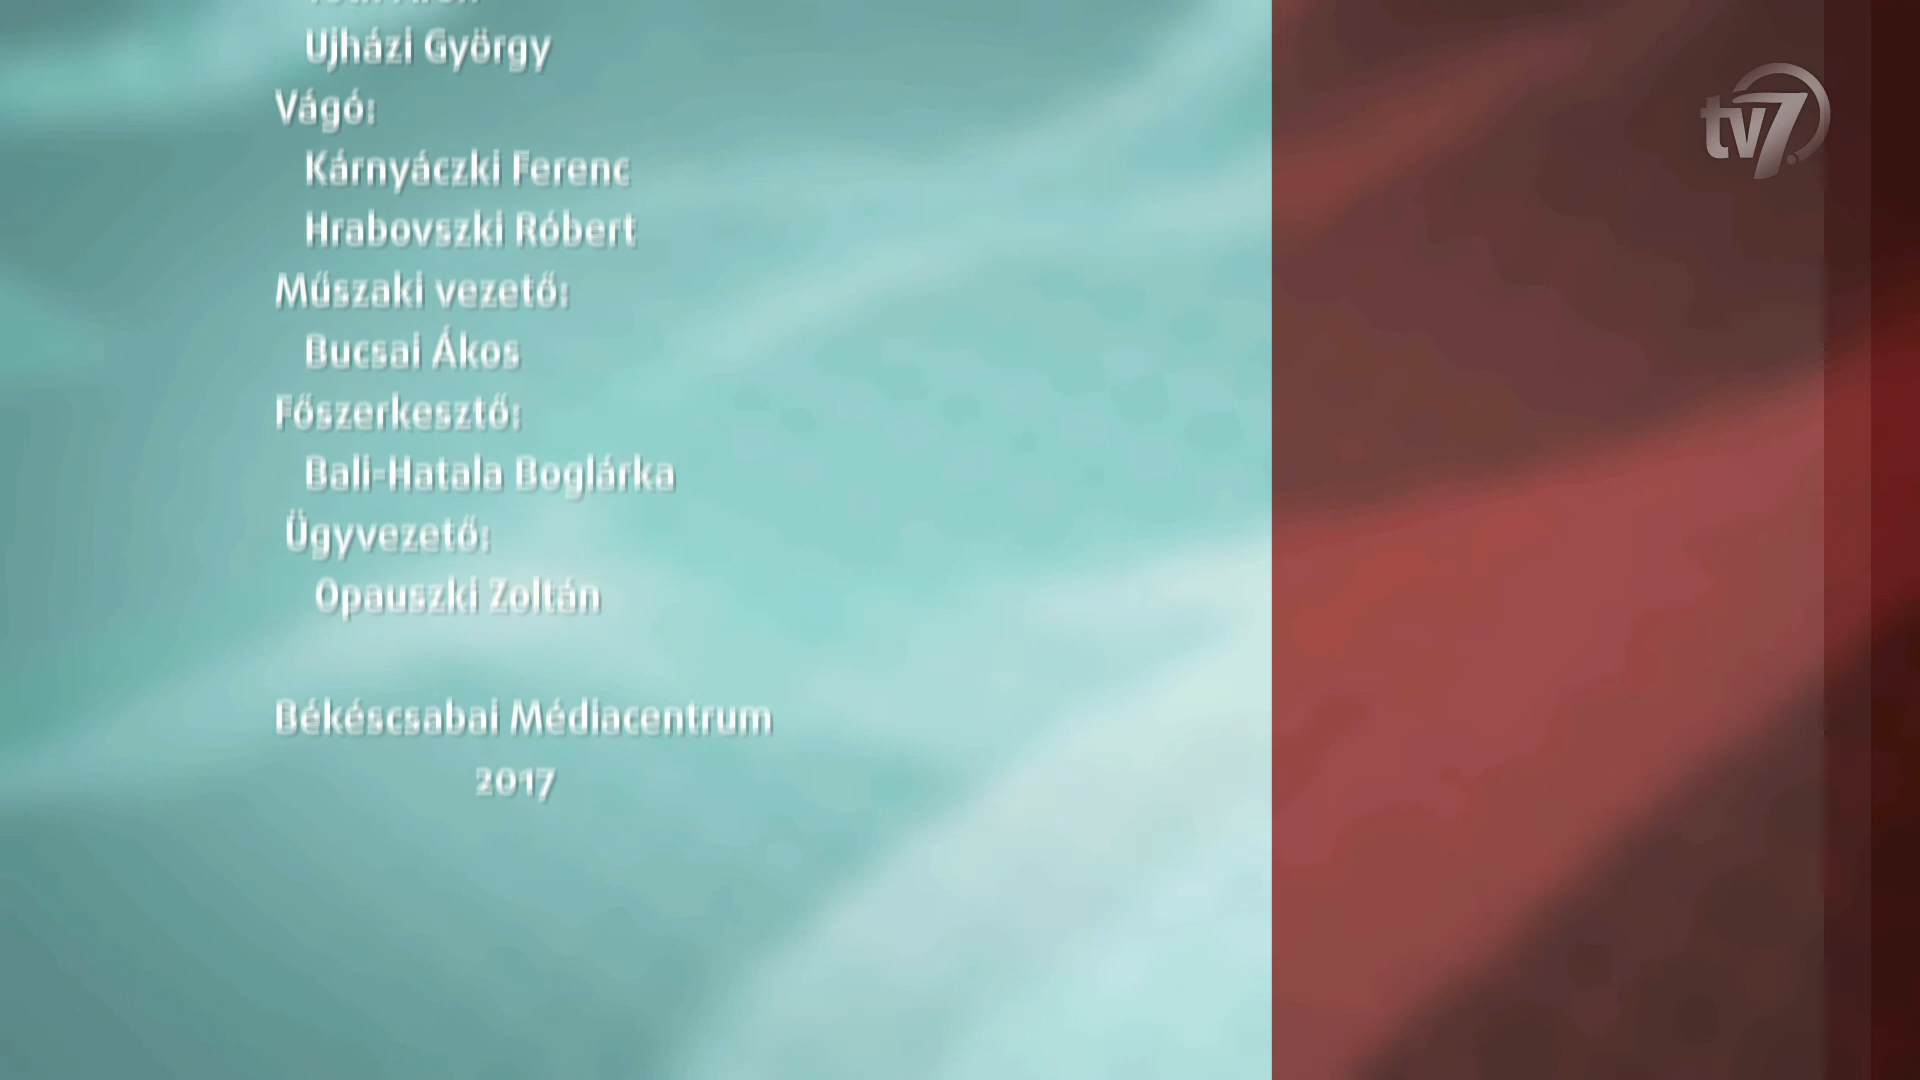 Ujházi György
Vágó:
Kárnyáczki Ferenc
Hrabovszki Róbert
Műszaki vezető:
Bucsai Ákos
Főszerkesztő:
Bali-Hatala Boglárka
Ügyvezető:
Opauszki Zoltán
Békéscsabai Médiacentrum
2017
tv7